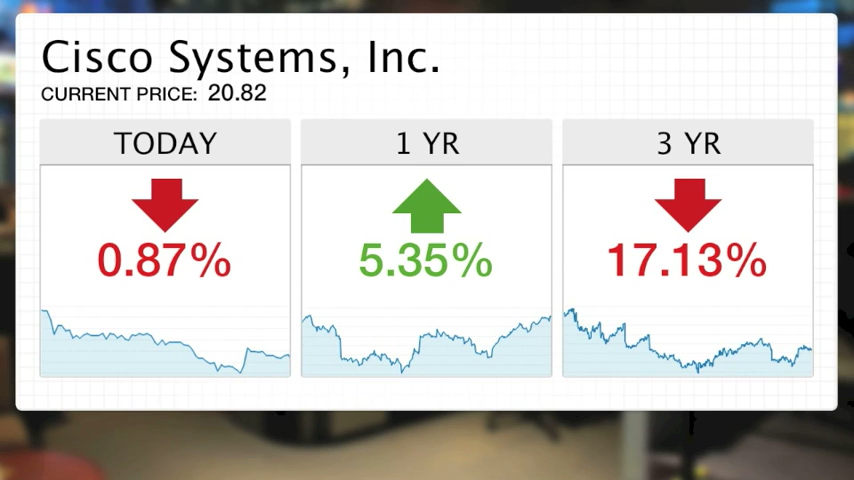 Cisco Systems, Inc.
CURRENT PRICE: 20.82
TODAY
0.87%
1 YR
5.35%
3 YR
17.13%